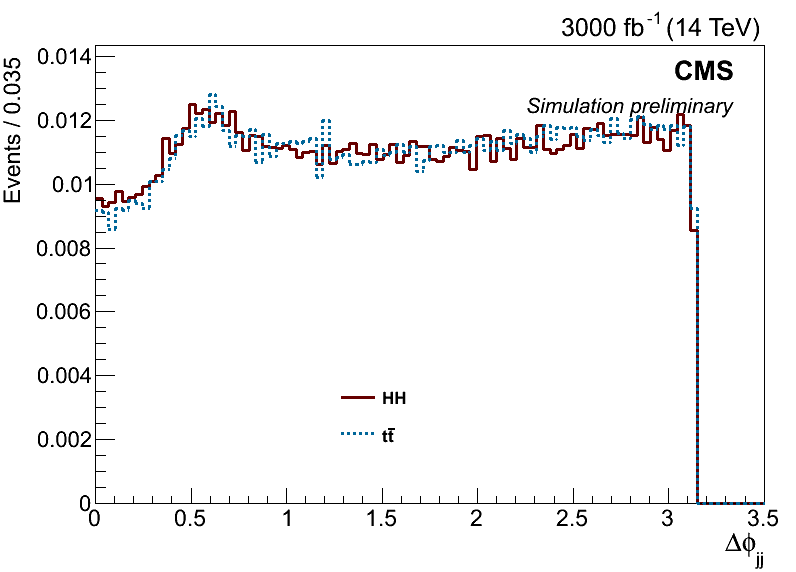 3000 fb⁻¹ (14 TeV)
CMS
Simulation preliminary
Events / 0.035
0.014
0.012
0.01
0.008
0.006
0.004
0.002
0
HH
tt̄
0 0.5 1 1.5 2 2.5 3 3.5
Δϕjj